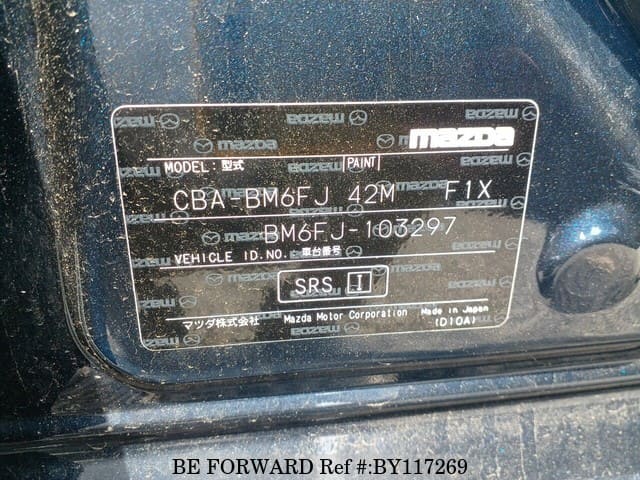 mazda
MODEL:型式 PAINT
CBA-BM6FJ 42M F1X
BM6FJ-103297
VEHICLE ID.NO. 車台番号
SRS I
マツダ株式会社 Mazda Motor Corporation Made in Japan
(D10A)
BE FORWARD Ref #:BY117269